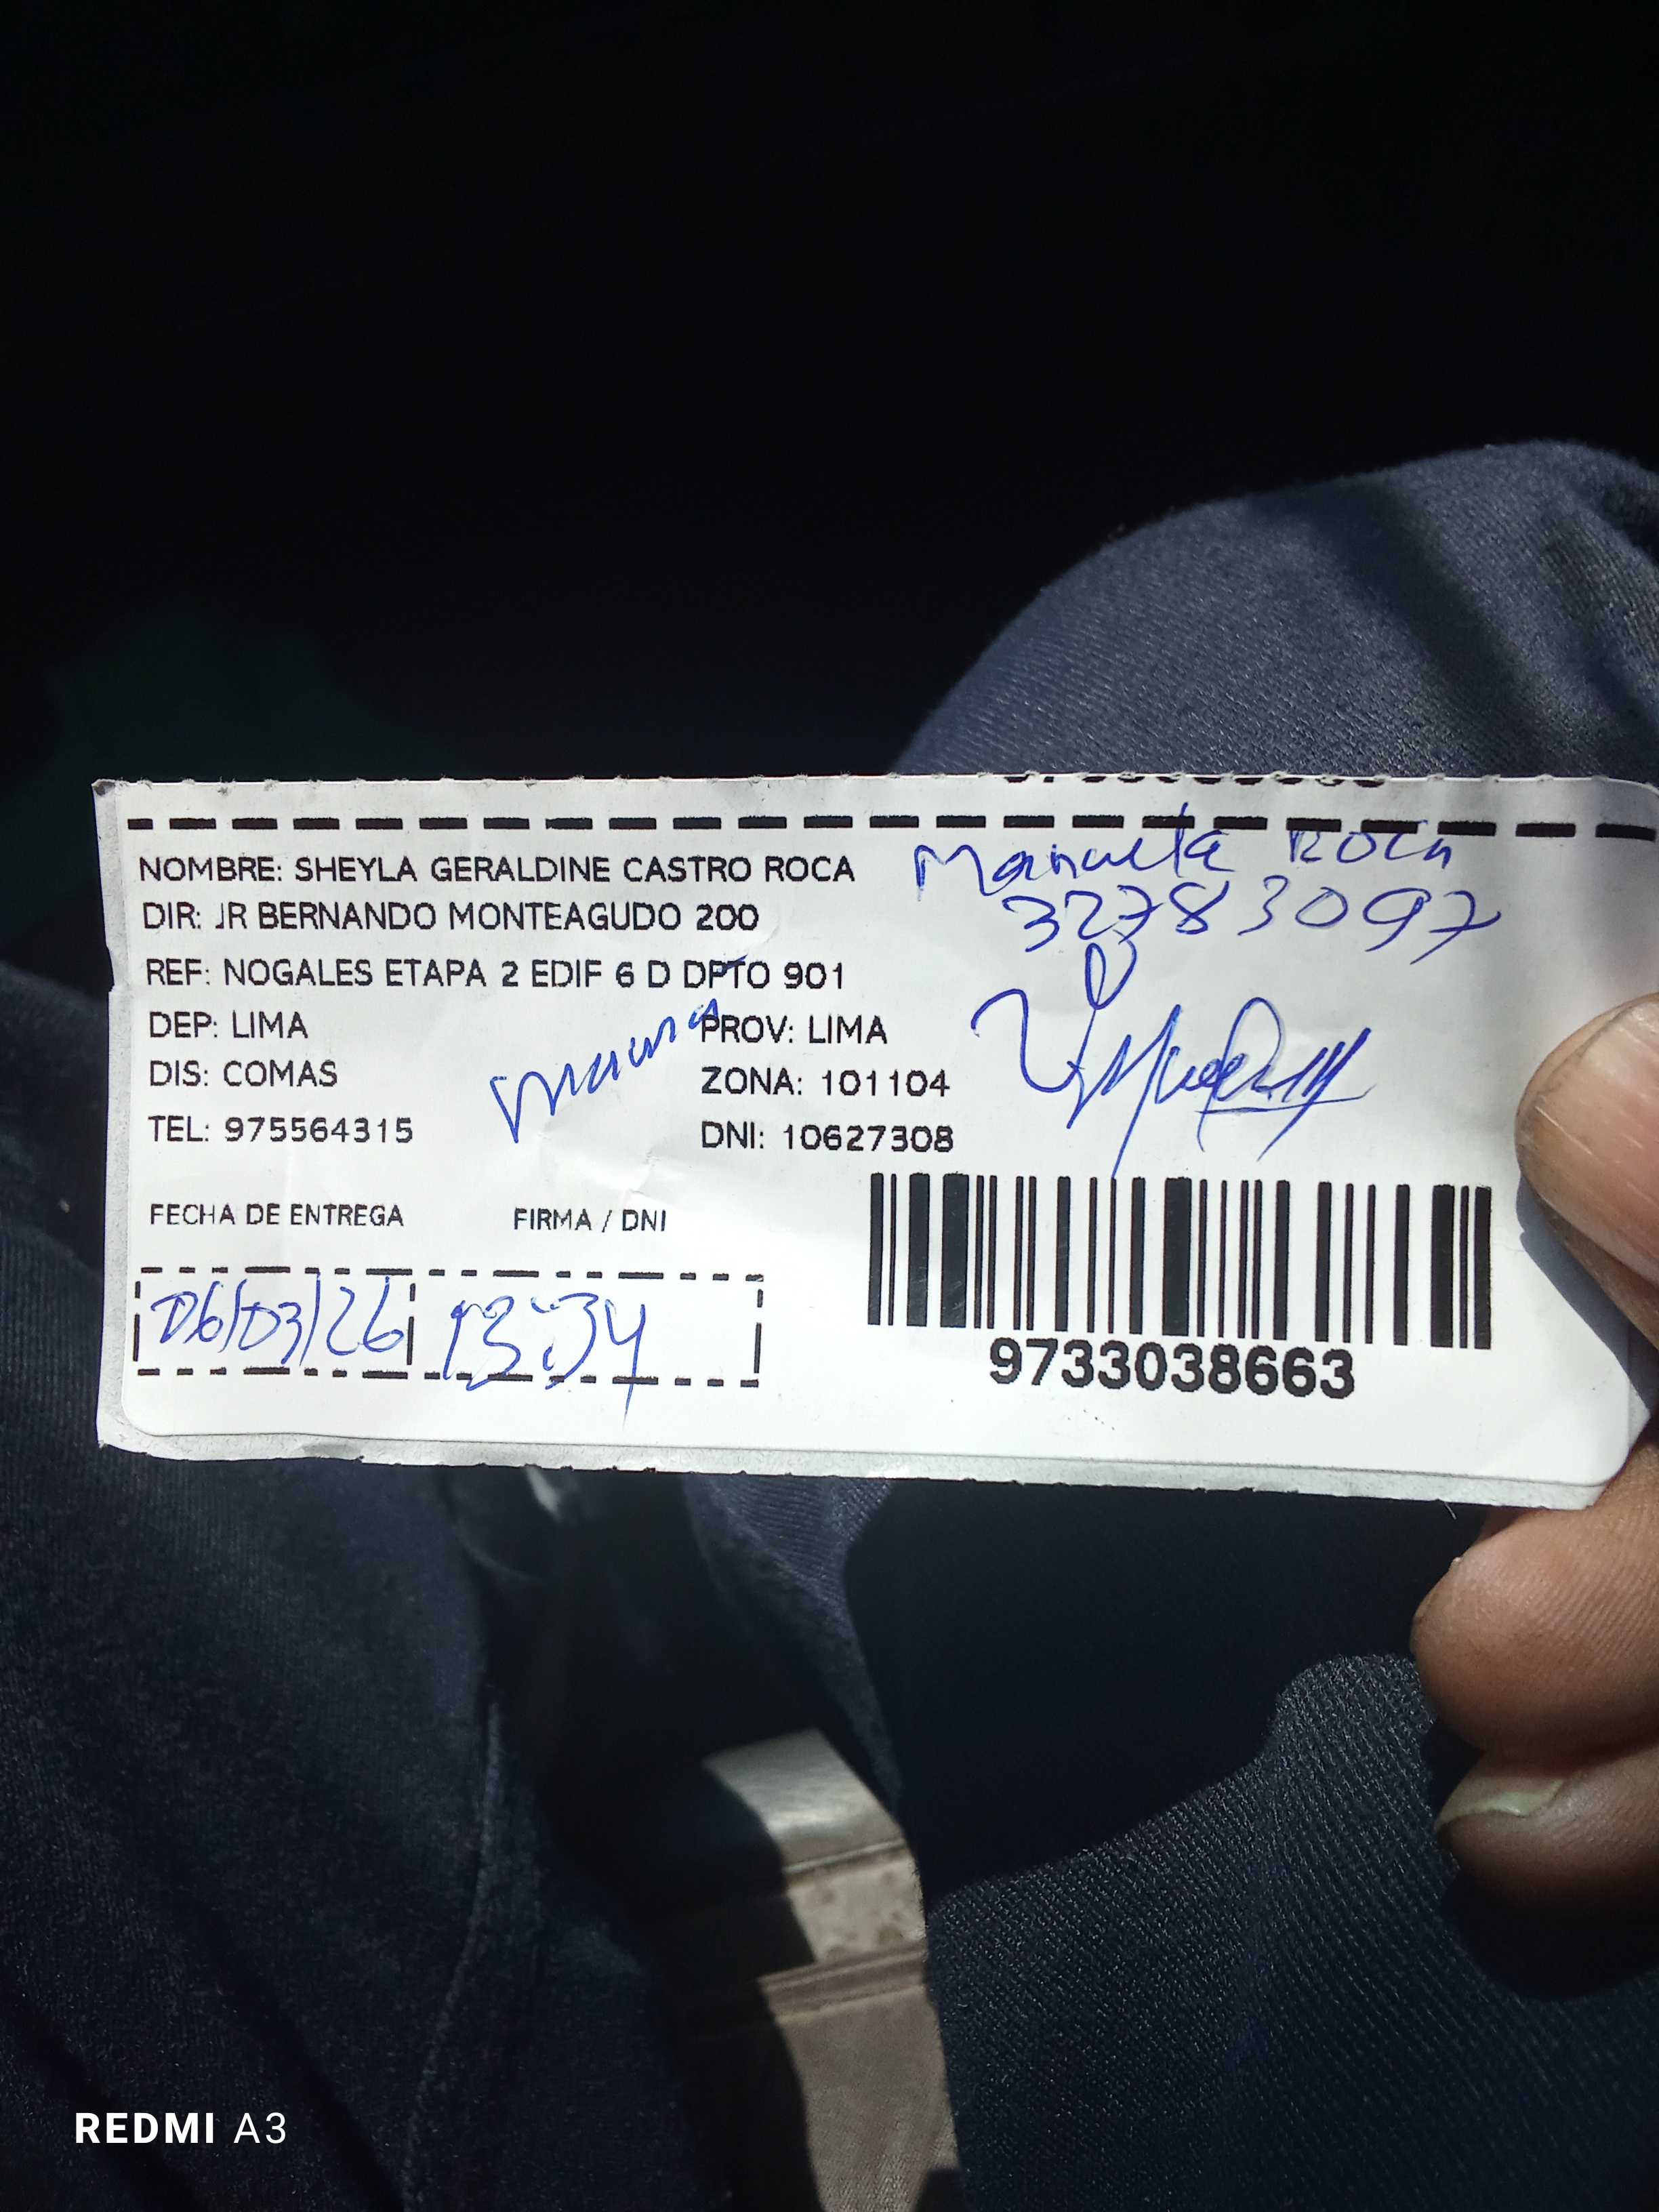 NOMBRE: SHEYLA GERALDINE CASTRO ROCA
Manuela Roca
DIR: JR BERNANDO MONTEAGUDO 200
32783097
REF: NOGALES ETAPA 2 EDIF 6 D DPTO 901
DEP: LIMA
PROV: LIMA
DIS: COMAS
ZONA: 101104
TEL: 975564315
DNI: 10627308
FECHA DE ENTREGA
FIRMA / DNI
06/03/26
13:34
9733038663
REDMI A3